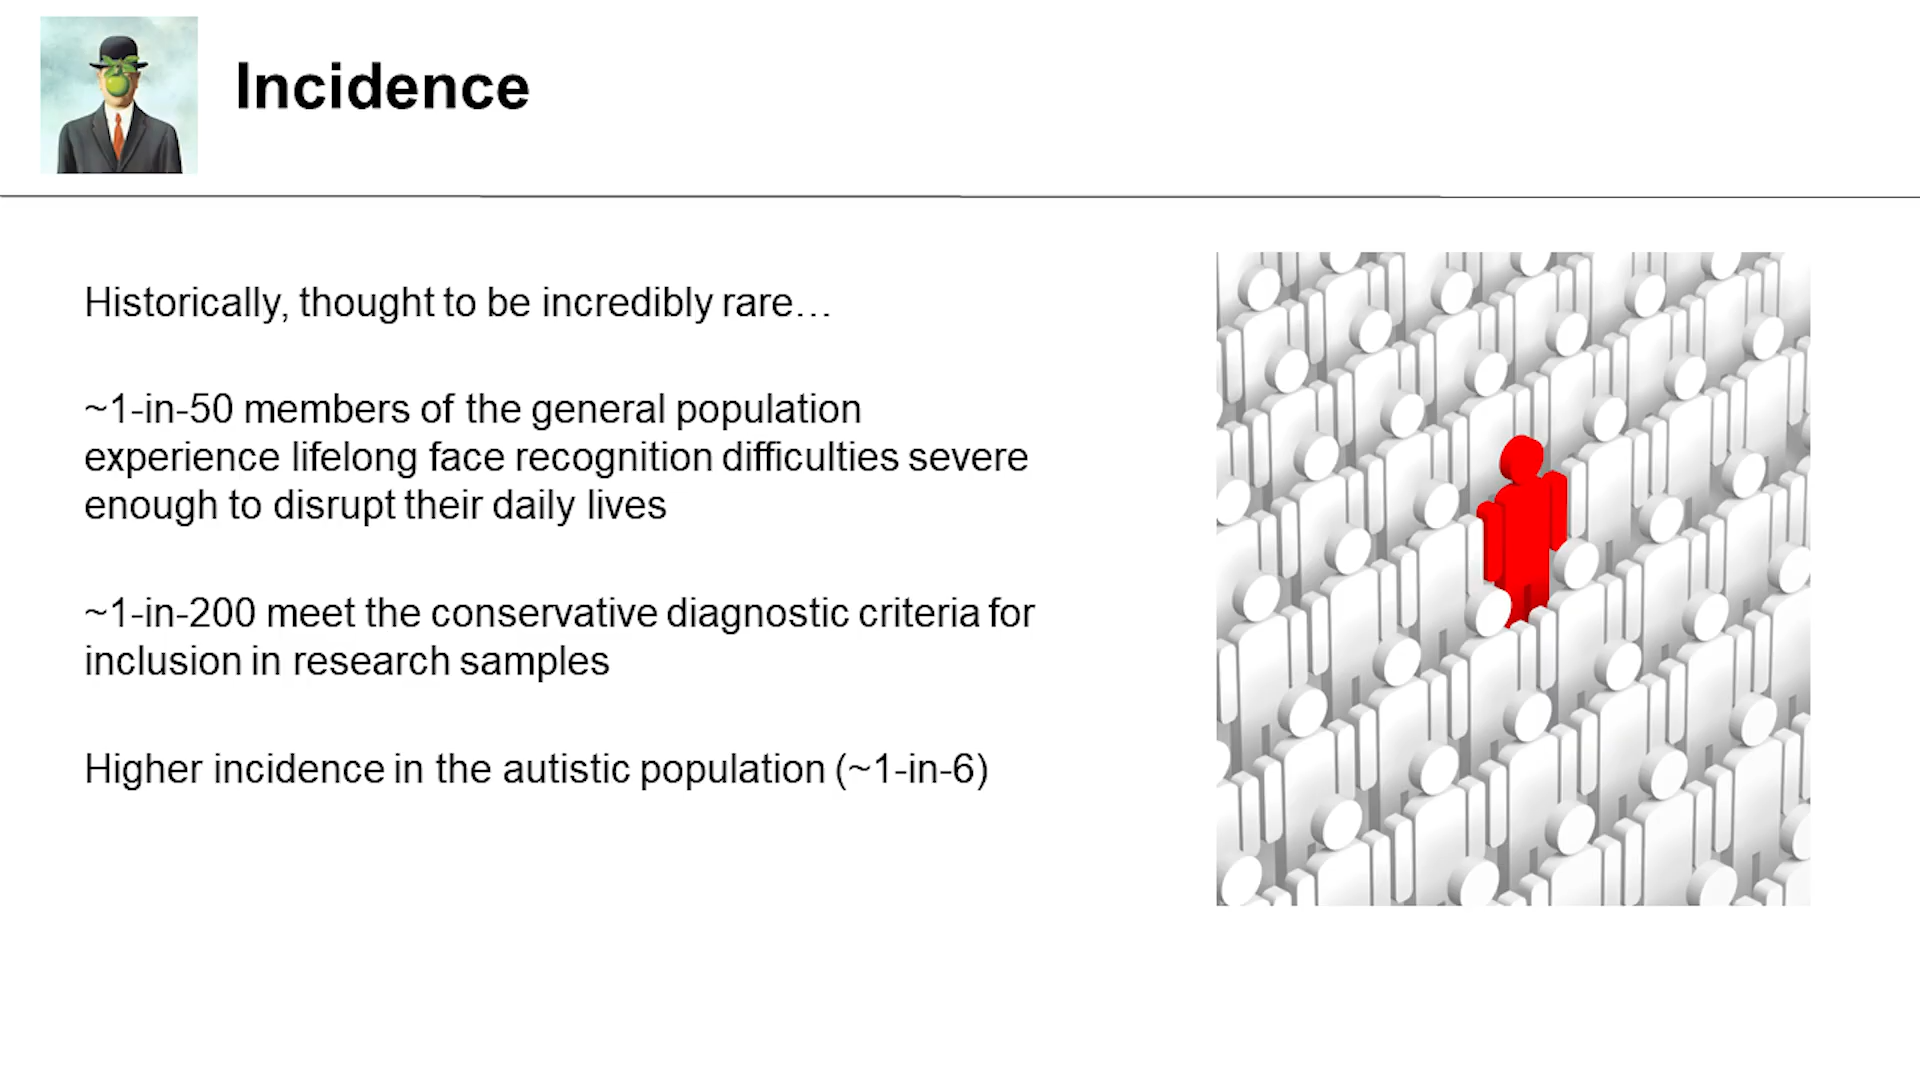 Incidence
Historically, thought to be incredibly rare…
~1-in-50 members of the general population
experience lifelong face recognition difficulties severe
enough to disrupt their daily lives
~1-in-200 meet the conservative diagnostic criteria for
inclusion in research samples
Higher incidence in the autistic population (~1-in-6)